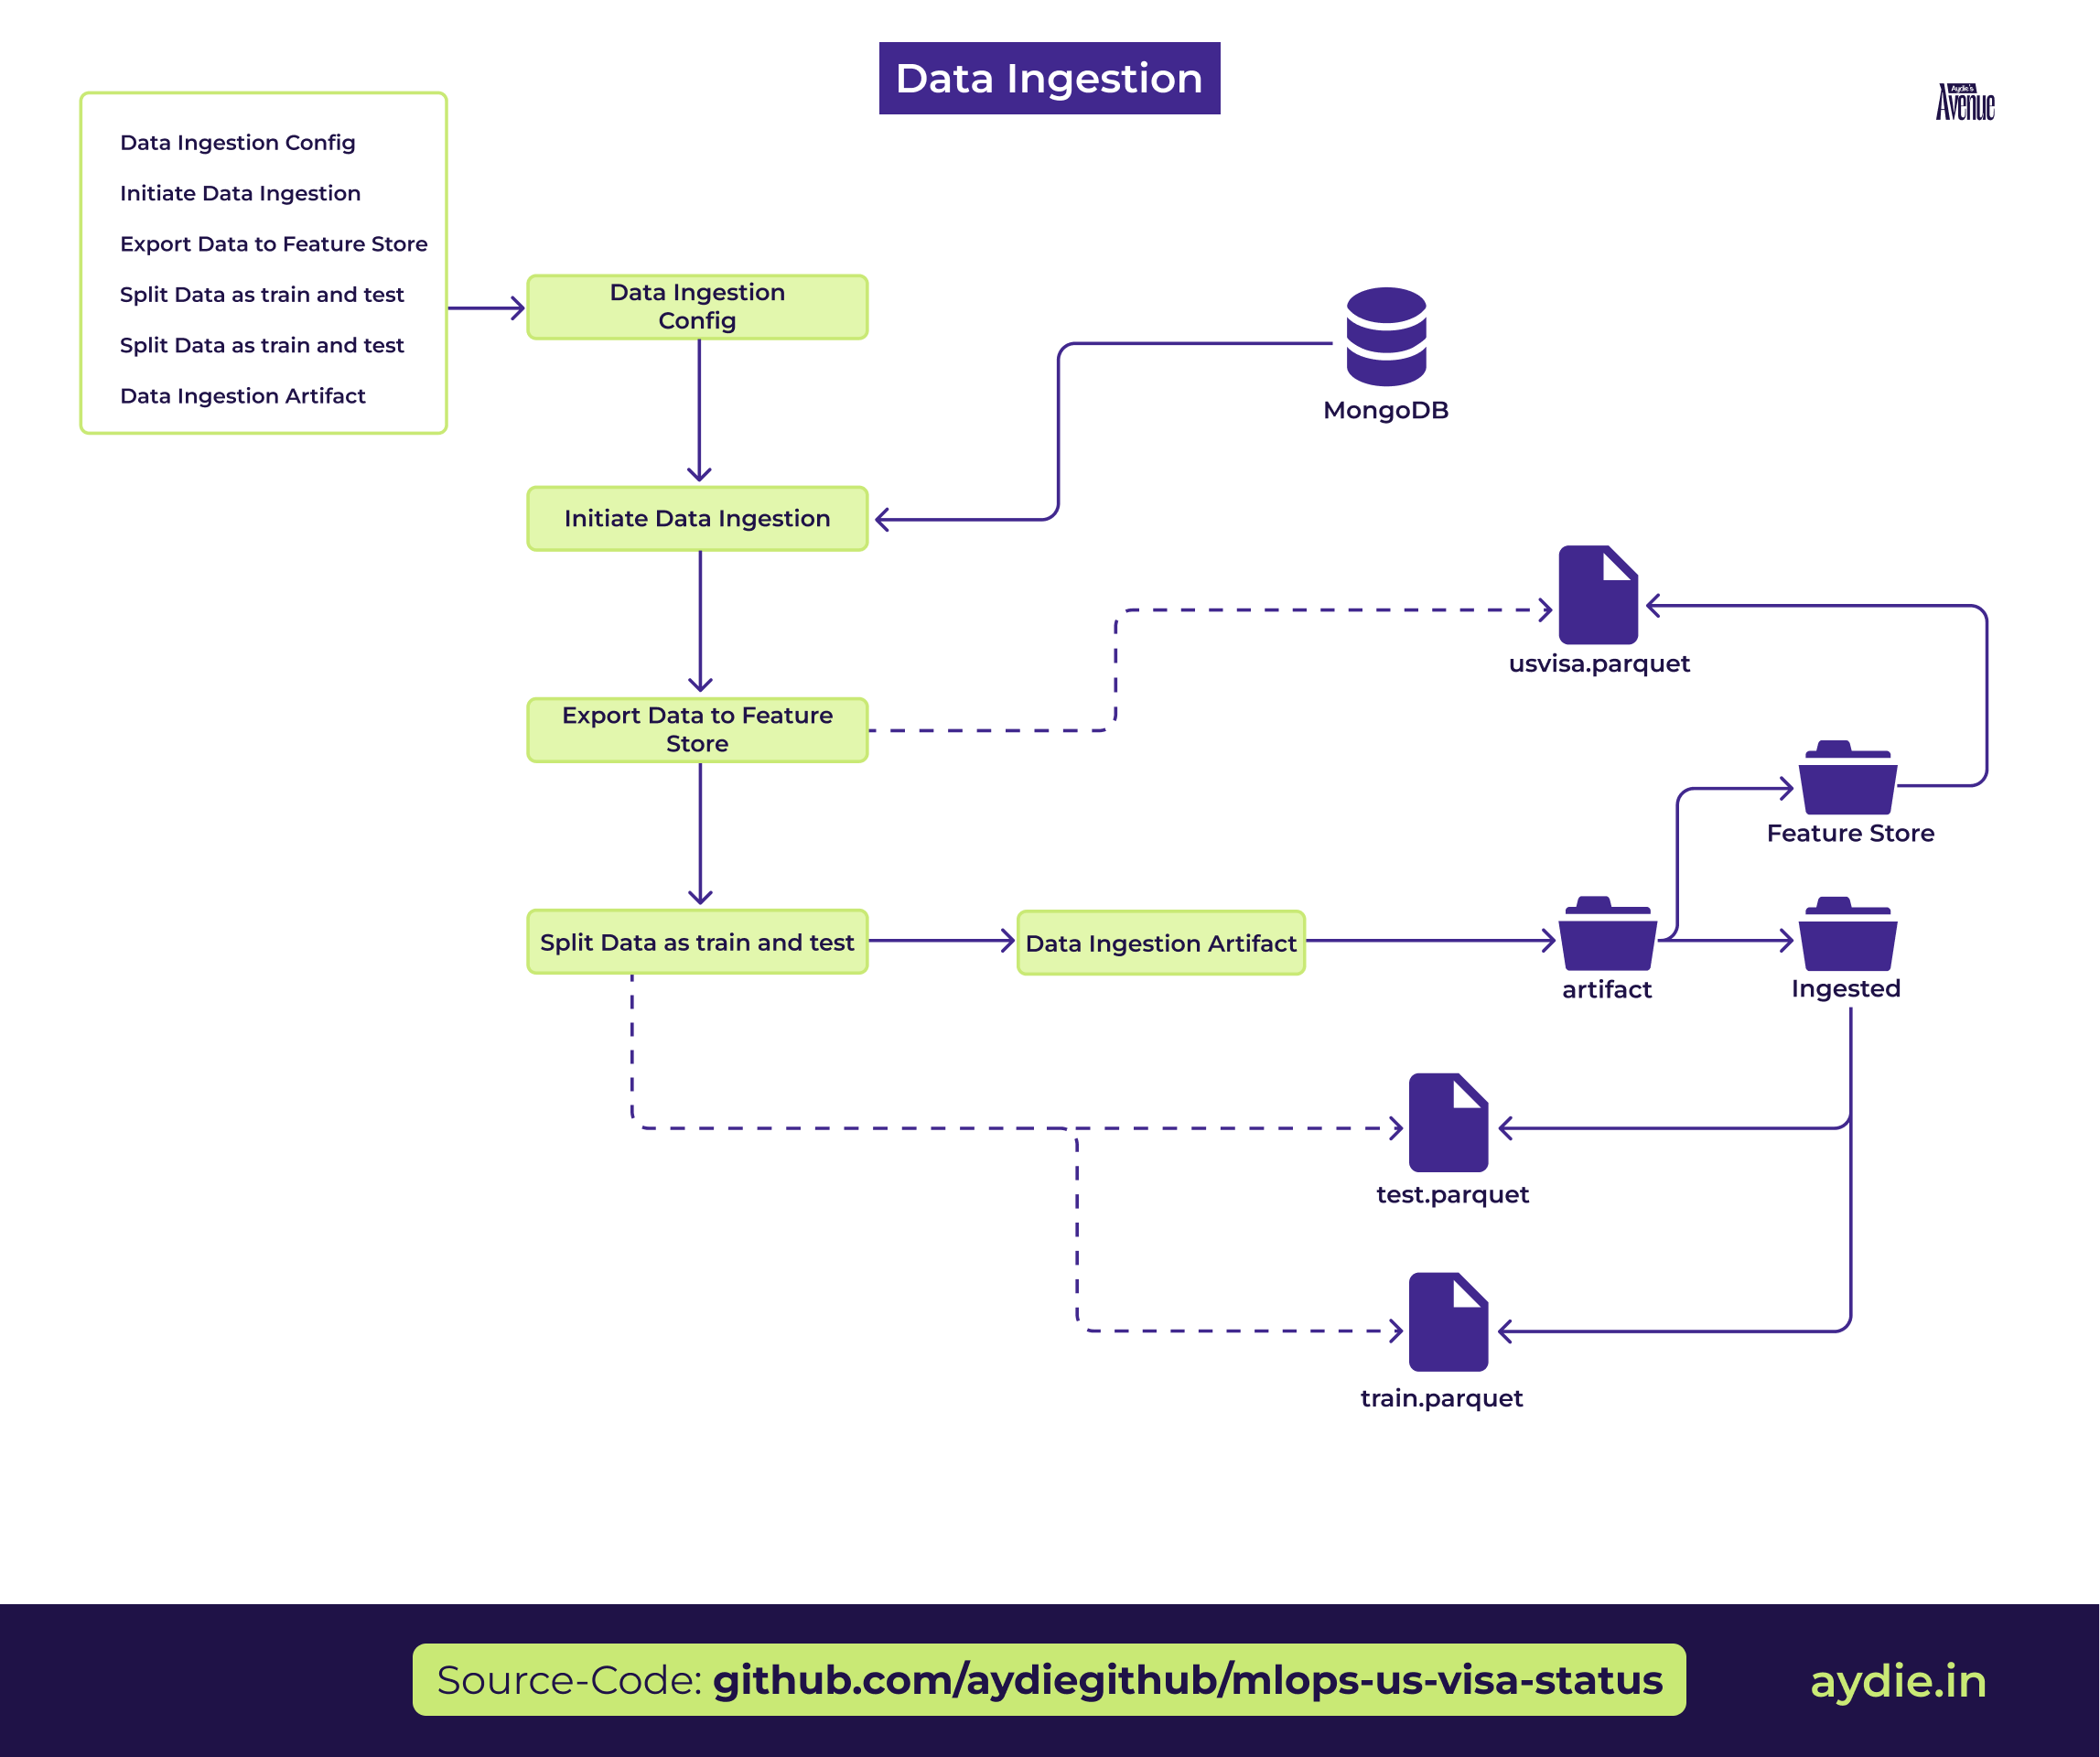 Data Ingestion
Aydie's
Avenue
Data Ingestion Config
Initiate Data Ingestion
Export Data to Feature Store
Split Data as train and test
Split Data as train and test
Data Ingestion Artifact
Data Ingestion
Config
MongoDB
Initiate Data Ingestion
usvisa.parquet
Export Data to Feature
Store
Feature Store
Split Data as train and test
Data Ingestion Artifact
artifact
Ingested
test.parquet
train.parquet
Source-Code: github.com/aydiegithub/mlops-us-visa-status
aydie.in